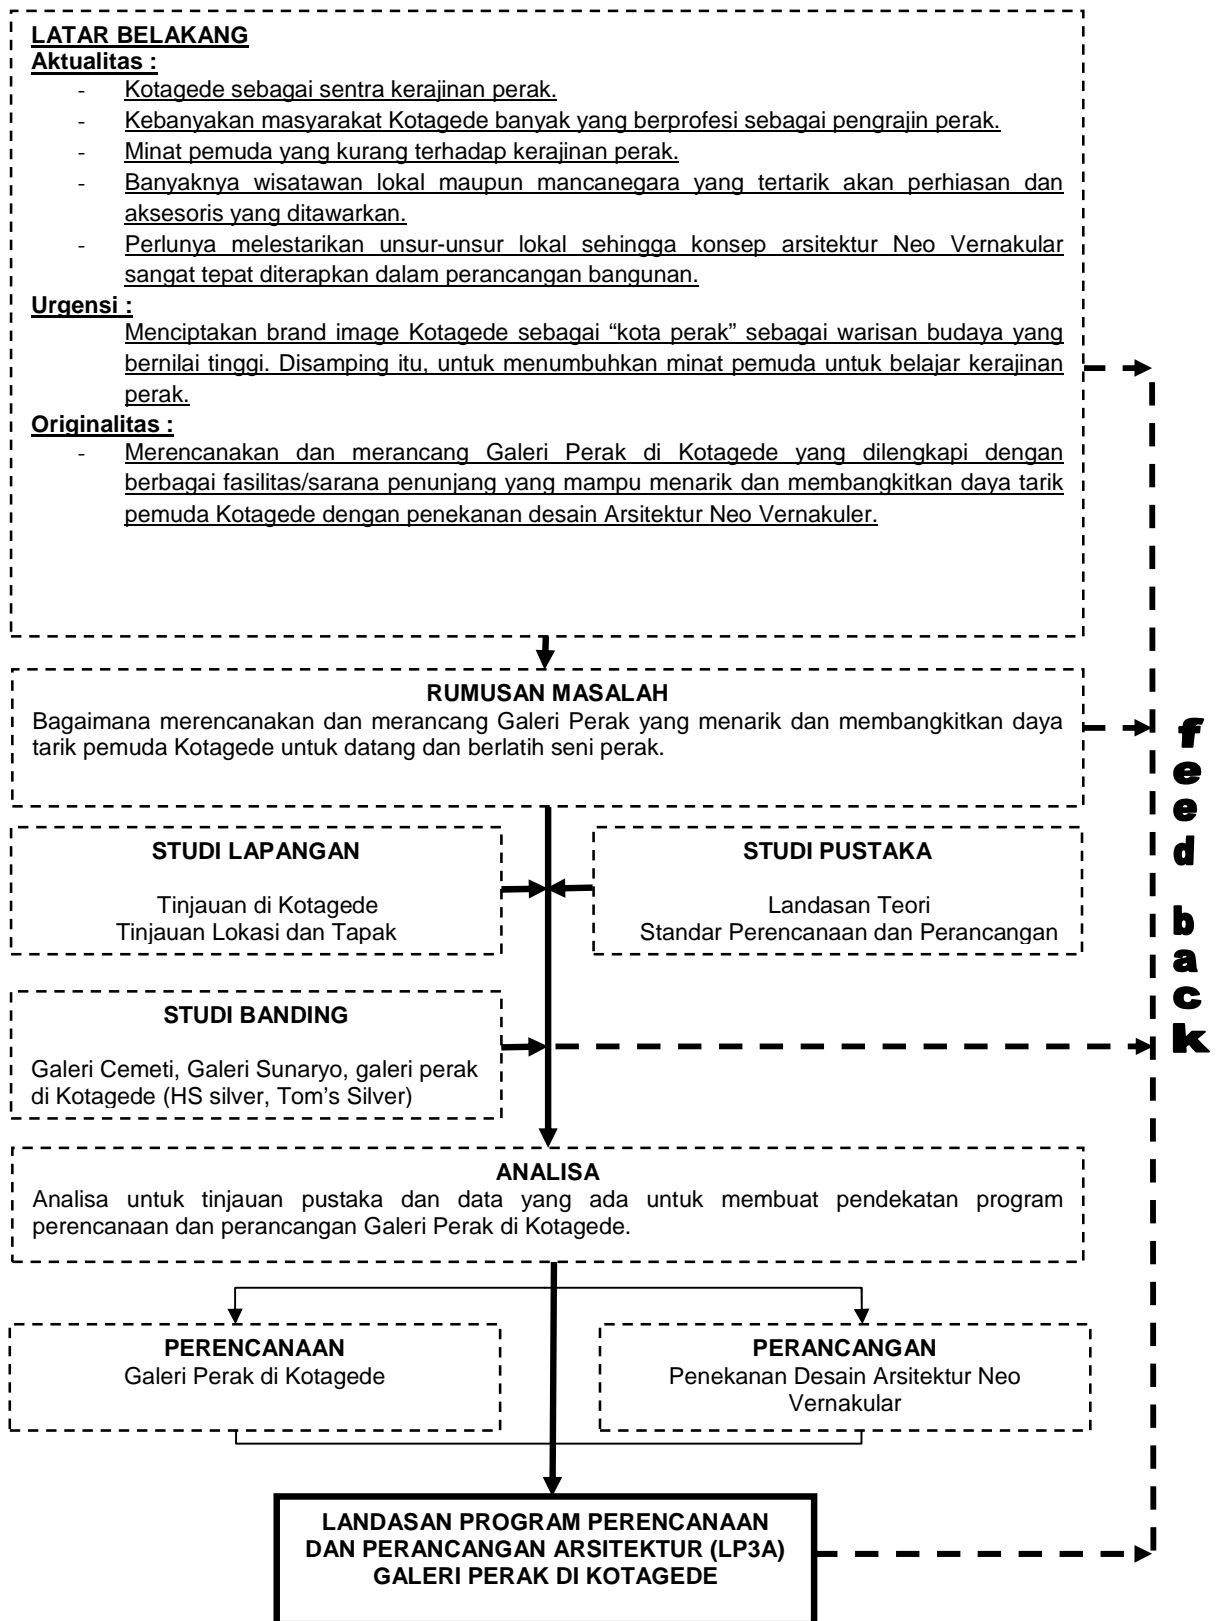 LATAR BELAKANG
Aktualitas :
- Kotagede sebagai sentra kerajinan perak.
- Kebanyakan masyarakat Kotagede banyak yang berprofesi sebagai pengrajin perak.
- Minat pemuda yang kurang terhadap kerajinan perak.
- Banyaknya wisatawan lokal maupun mancanegara yang tertarik akan perhiasan dan
aksesoris yang ditawarkan.
- Perlunya melestarikan unsur-unsur lokal sehingga konsep arsitektur Neo Vernakular
sangat tepat diterapkan dalam perancangan bangunan.
Urgensi :
Menciptakan brand image Kotagede sebagai “kota perak” sebagai warisan budaya yang
bernilai tinggi. Disamping itu, untuk menumbuhkan minat pemuda untuk belajar kerajinan
perak.
Originalitas :
- Merencanakan dan merancang Galeri Perak di Kotagede yang dilengkapi dengan
berbagai fasilitas/sarana penunjang yang mampu menarik dan membangkitkan daya tarik
pemuda Kotagede dengan penekanan desain Arsitektur Neo Vernakuler.
RUMUSAN MASALAH
Bagaimana merencanakan dan merancang Galeri Perak yang menarik dan membangkitkan daya
tarik pemuda Kotagede untuk datang dan berlatih seni perak.
STUDI LAPANGAN
Tinjauan di Kotagede
Tinjauan Lokasi dan Tapak
STUDI PUSTAKA
Landasan Teori
Standar Perencanaan dan Perancangan
STUDI BANDING
Galeri Cemeti, Galeri Sunaryo, galeri perak
di Kotagede (HS silver, Tom’s Silver)
ANALISA
Analisa untuk tinjauan pustaka dan data yang ada untuk membuat pendekatan program
perencanaan dan perancangan Galeri Perak di Kotagede.
PERENCANAAN
Galeri Perak di Kotagede
PERANCANGAN
Penekanan Desain Arsitektur Neo
Vernakular
LANDASAN PROGRAM PERENCANAAN
DAN PERANCANGAN ARSITEKTUR (LP3A)
GALERI PERAK DI KOTAGEDE
feed back